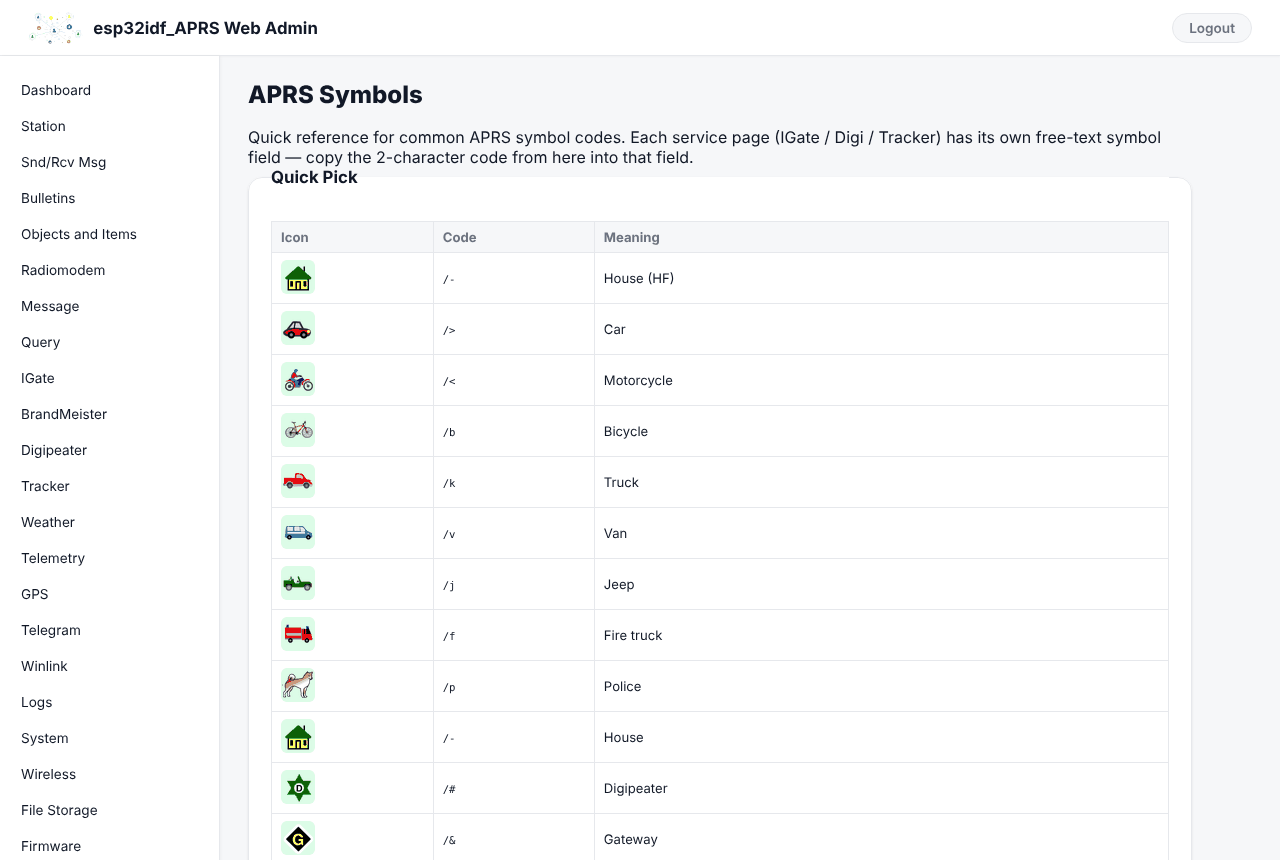 esp32idf_APRS Web Admin
Logout
Dashboard
Station
Snd/Rcv Msg
Bulletins
Objects and Items
Radiomodem
Message
Query
IGate
BrandMeister
Digipeater
Tracker
Weather
Telemetry
GPS
Telegram
Winlink
Logs
System
Wireless
File Storage
Firmware
APRS Symbols
Quick reference for common APRS symbol codes. Each service page (IGate / Digi / Tracker) has its own free-text symbol
field — copy the 2-character code from here into that field.
Quick Pick
Icon Code Meaning
/- House (HF)
/> Car
/< Motorcycle
/b Bicycle
/k Truck
/v Van
/j Jeep
/f Fire truck
/p Police
/- House
D /# Digipeater
G /& Gateway